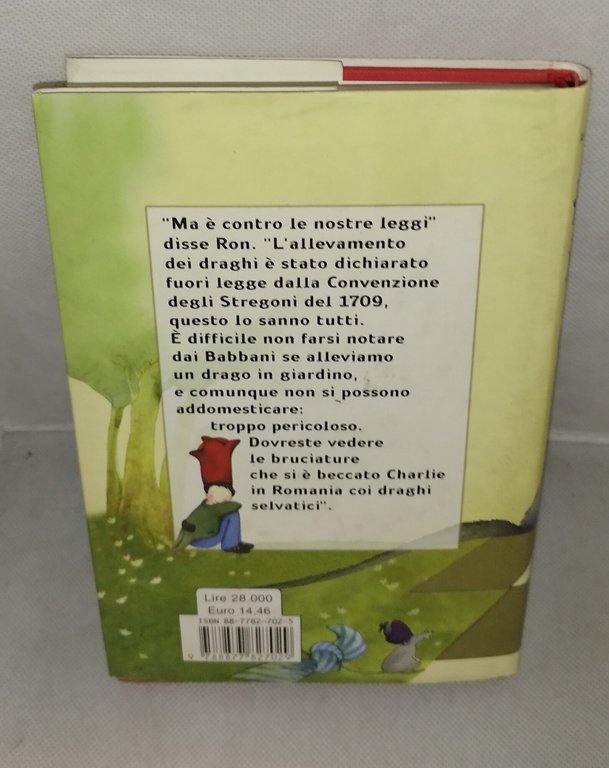 "Ma è contro le nostre leggi"
disse Ron. "L'allevamento
dei draghi è stato dichiarato
fuori legge dalla Convenzione
degli Stregoni del 1709,
questo lo sanno tutti.
È difficile non farsi notare
dai Babbani se alleviamo
un drago in giardino,
e comunque non si possono
addomesticare:
troppo pericoloso.
Dovreste vedere
le bruciature
che si è beccato Charlie
in Romania coi draghi
selvatici".
Lire 28.000
Euro 14,46
ISBN 88-7782-702-5
9 788877 827029